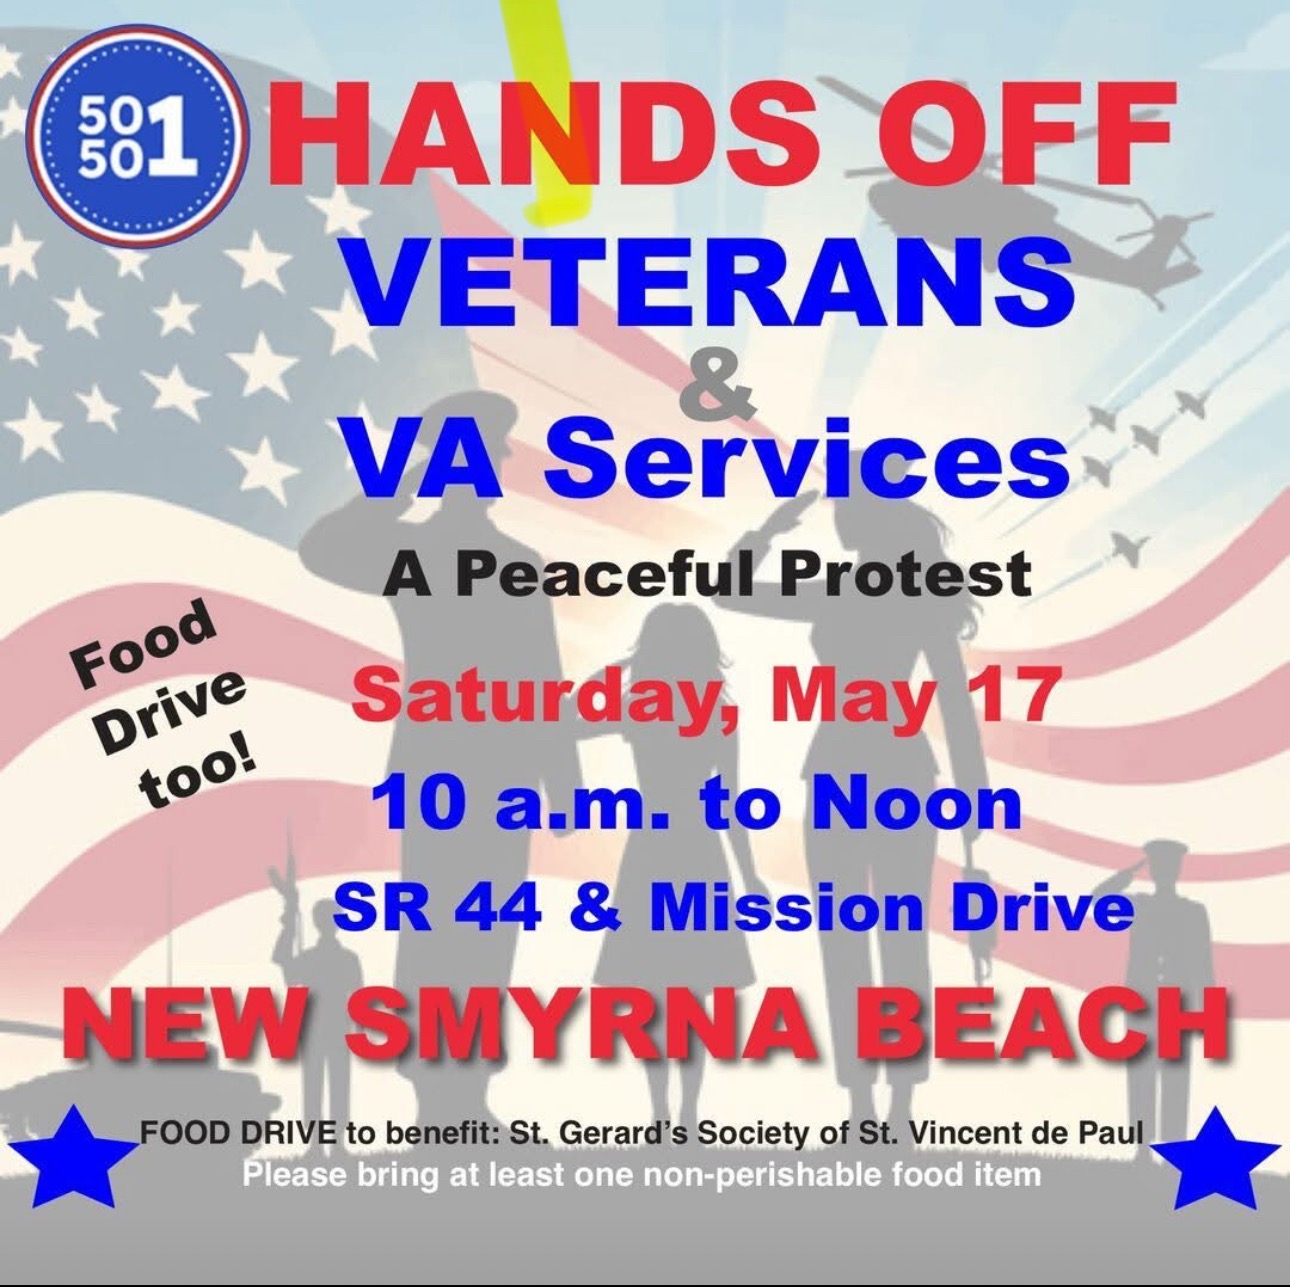 50
50
1
HANDS OFF
VETERANS
&
VA Services
A Peaceful Protest
Food
Drive
too!
Saturday, May 17
10 a.m. to Noon
SR 44 & Mission Drive
NEW SMYRNA BEACH
FOOD DRIVE to benefit: St. Gerard's Society of St. Vincent de Paul
Please bring at least one non-perishable food item